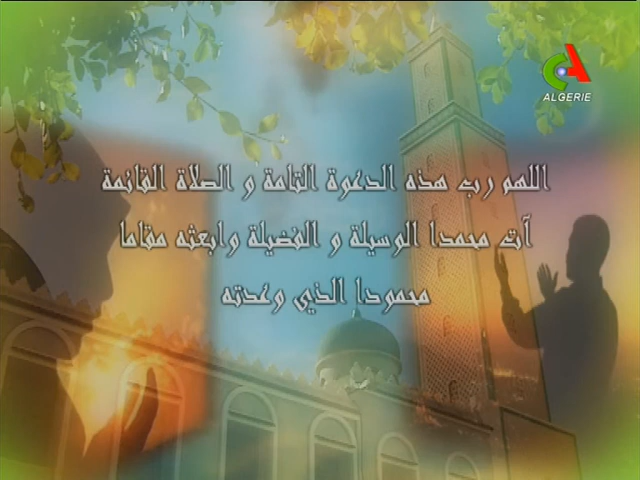 ALGERIE
اللهم رب هذه الدعوة التامة و الصلاة القائمة
آت محمدا الوسيلة و الفضيلة وابعثه مقاما
محمودا الذي وعدته